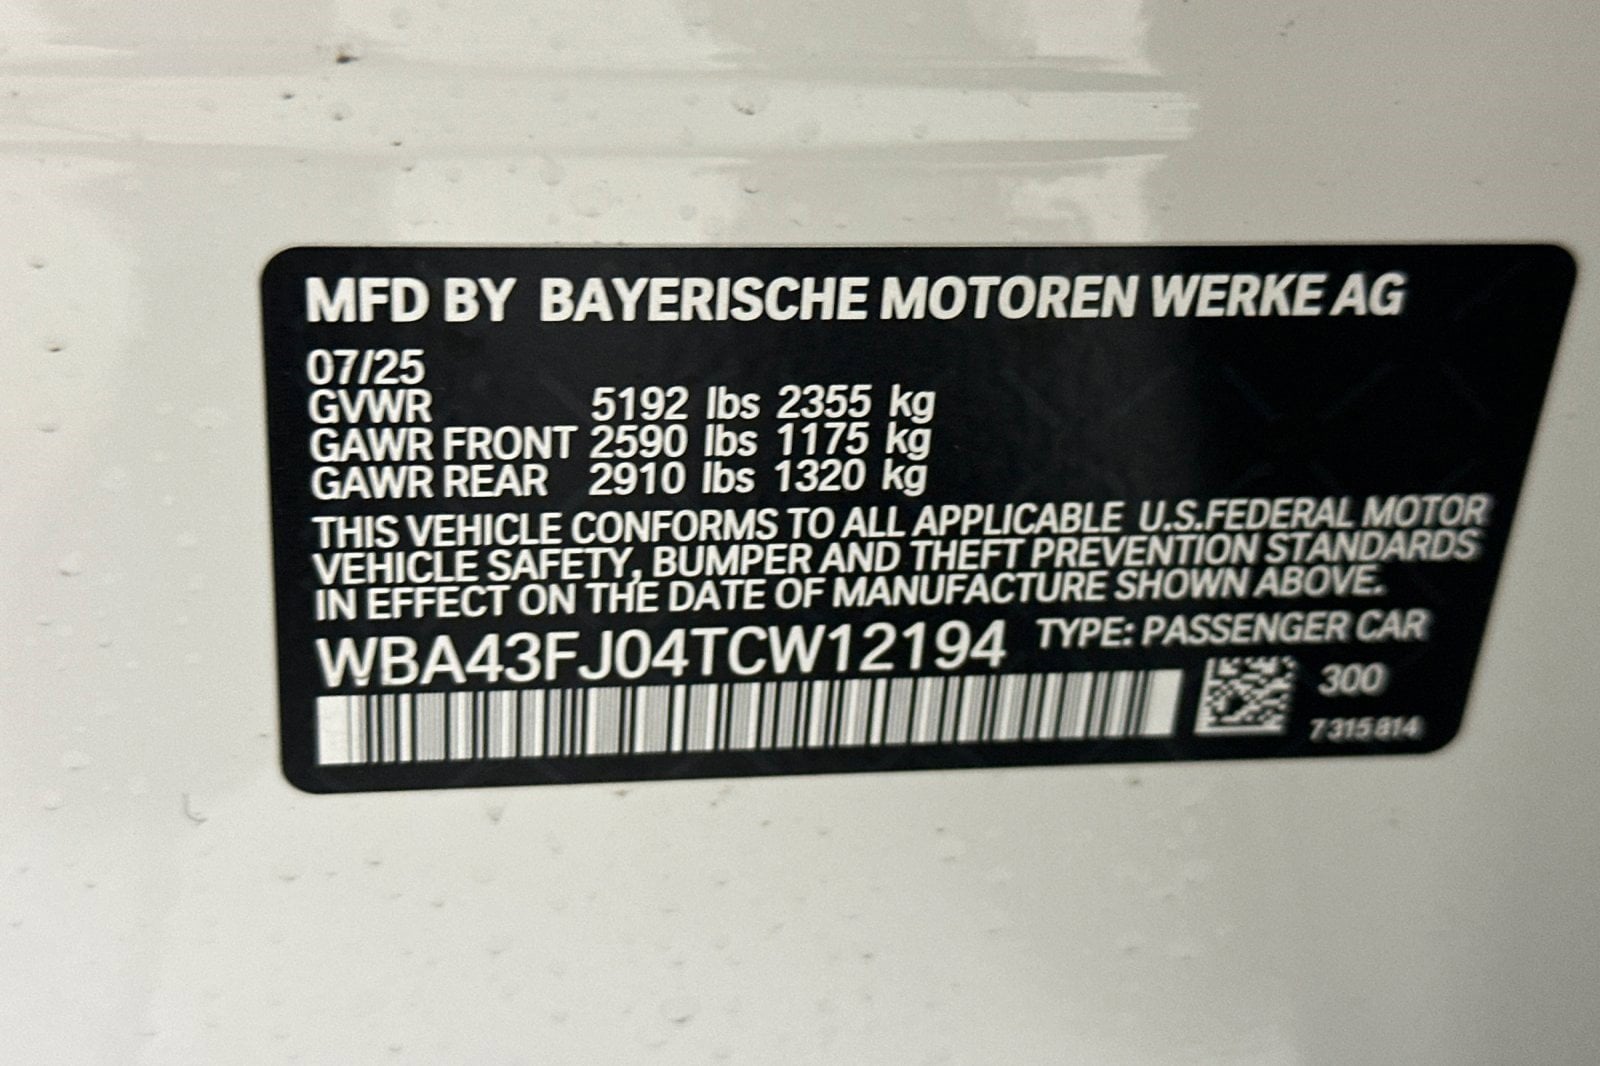 MFD BY BAYERISCHE MOTOREN WERKE AG
07/25
GVWR 5192 lbs 2355 kg
GAWR FRONT 2590 lbs 1175 kg
GAWR REAR 2910 lbs 1320 kg
THIS VEHICLE CONFORMS TO ALL APPLICABLE U.S.FEDERAL MOTOR
VEHICLE SAFETY, BUMPER AND THEFT PREVENTION STANDARDS
IN EFFECT ON THE DATE OF MANUFACTURE SHOWN ABOVE.
WBA43FJ04TCW12194 TYPE: PASSENGER CAR
300
7 315 814